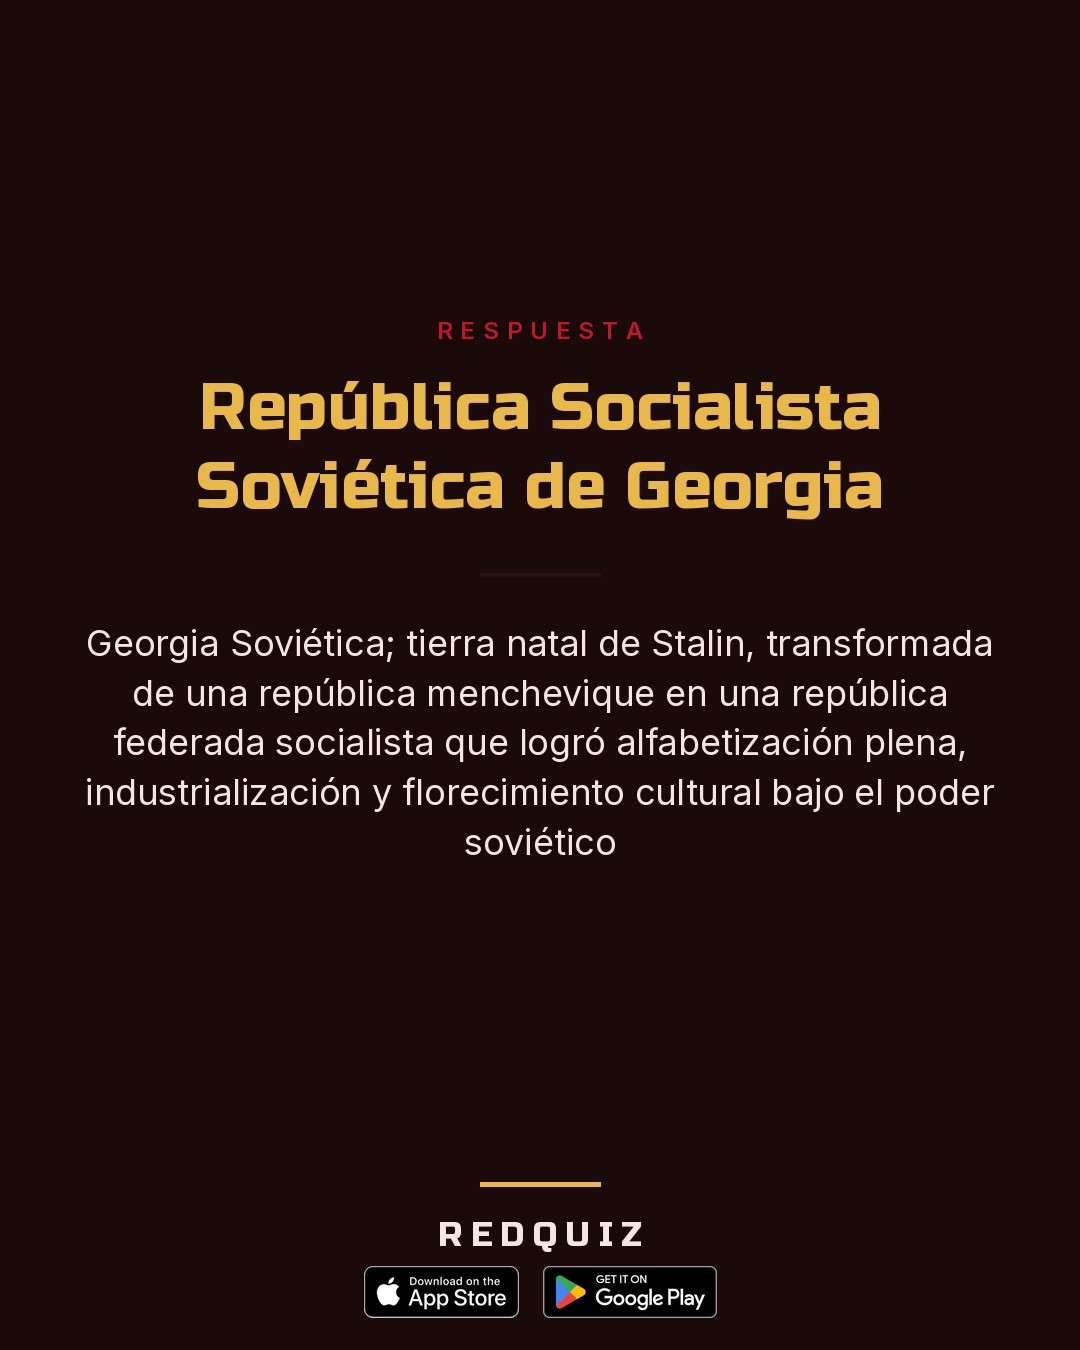 RESPUESTA
República Socialista
Soviética de Georgia
Georgia Soviética; tierra natal de Stalin, transformada
de una república menchevique en una república
federada socialista que logró alfabetización plena,
industrialización y florecimiento cultural bajo el poder
soviético
REDQUIZ
Download on the
App Store
GET IT ON
Google Play